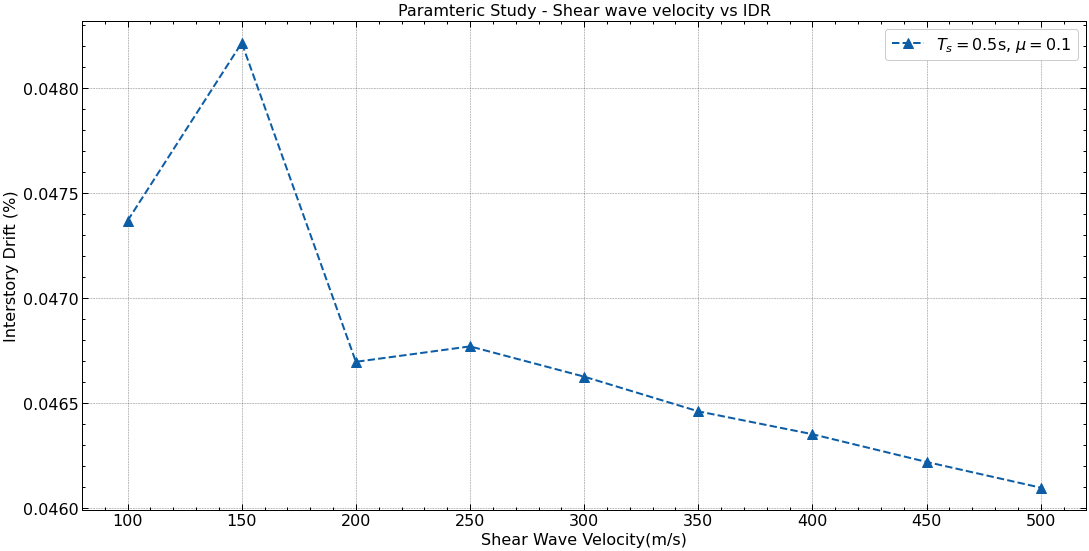 Paramteric Study - Shear wave velocity vs IDR
T_s = 0.5s, μ = 0.1
Interstory Drift (%)
0.0480
0.0475
0.0470
0.0465
0.0460
100 150 200 250 300 350 400 450 500
Shear Wave Velocity(m/s)